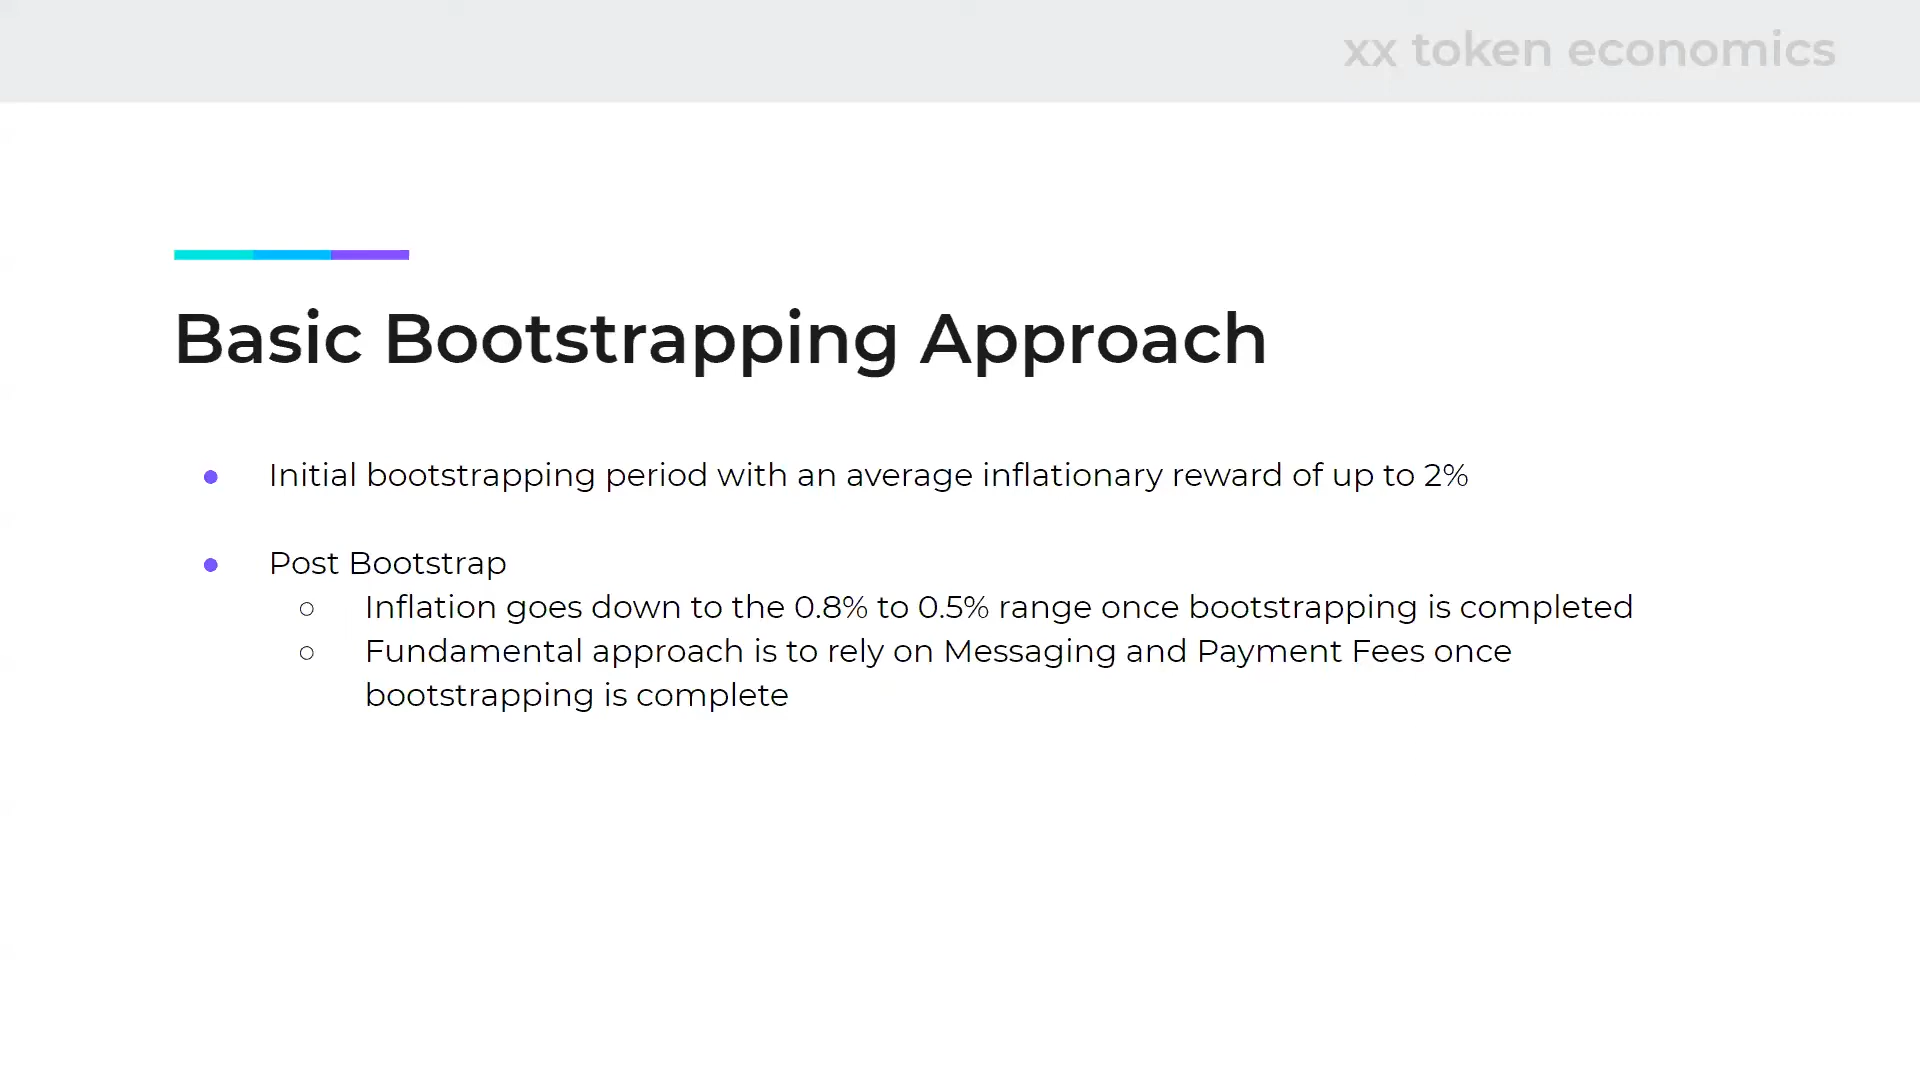 xx token economics
Basic Bootstrapping Approach
● Initial bootstrapping period with an average inflationary reward of up to 2%
● Post Bootstrap
○ Inflation goes down to the 0.8% to 0.5% range once bootstrapping is completed
○ Fundamental approach is to rely on Messaging and Payment Fees once
bootstrapping is complete